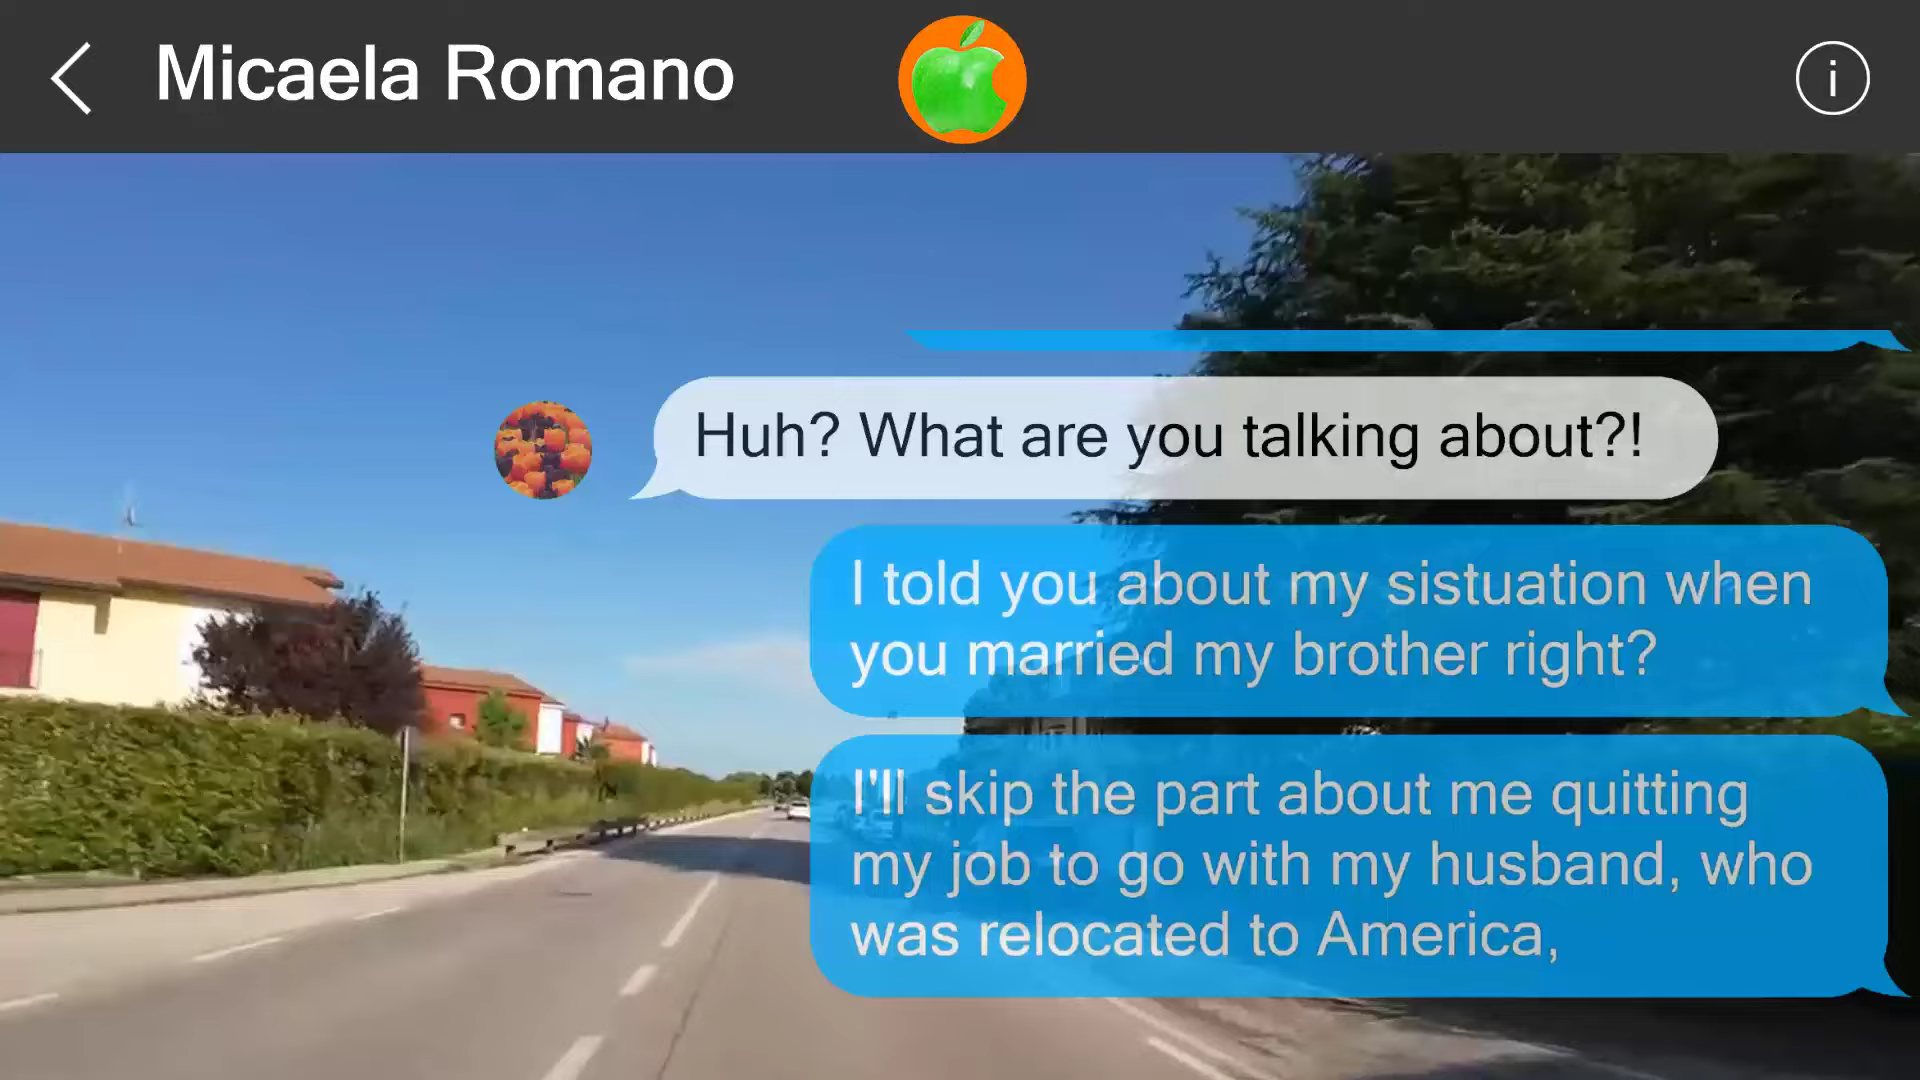 Micaela Romano
i
Huh? What are you talking about?!
I told you about my sistuation when
you married my brother right?
I'll skip the part about me quitting
my job to go with my husband, who
was relocated to America,